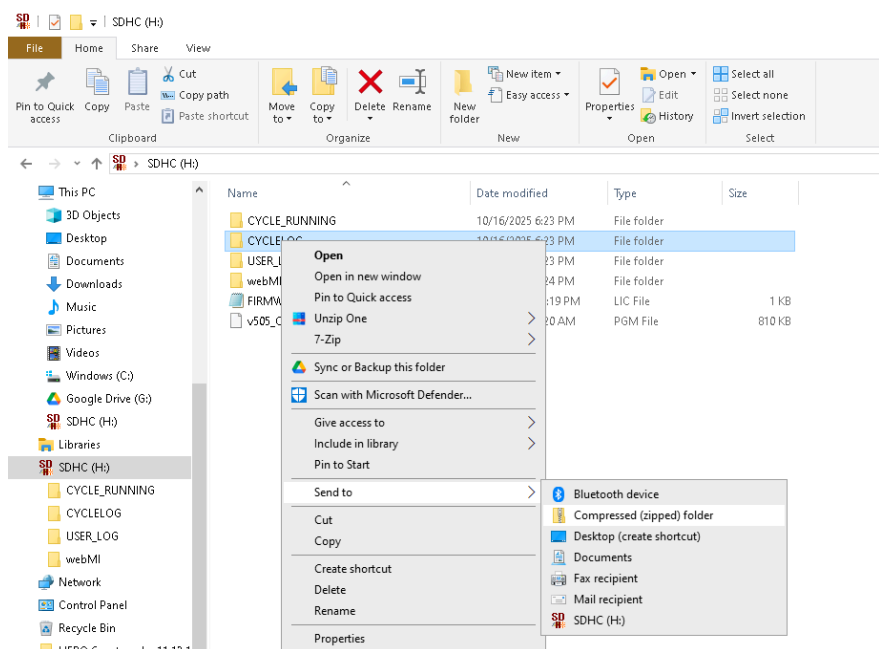 SDHC (H:)
File Home Share View
Pin to Quick access
Copy
Paste
Cut
Copy path
Paste shortcut
Clipboard
Move to
Copy to
Delete
Rename
Organize
New folder
New item
Easy access
New
Properties
Open
Edit
History
Open
Select all
Select none
Invert selection
Select
SDHC (H:)
This PC
3D Objects
Desktop
Documents
Downloads
Music
Pictures
Videos
Windows (C:)
Google Drive (G:)
SDHC (H:)
Libraries
SDHC (H:)
CYCLE_RUNNING
CYCLELOG
USER_LOG
webMI
Network
Control Panel
Recycle Bin
Name Date modified Type Size
CYCLE_RUNNING 10/16/2025 6:23 PM File folder
CYCLELOG 10/16/2025 6:23 PM File folder
USER_L 23 PM File folder
webMI 24 PM File folder
FIRMW :19 PM LIC File 1 KB
v505_C 20 AM PGM File 810 KB
Open
Open in new window
Pin to Quick access
Unzip One
7-Zip
Sync or Backup this folder
Scan with Microsoft Defender...
Give access to
Include in library
Pin to Start
Send to
Cut
Copy
Create shortcut
Delete
Rename
Properties
Bluetooth device
Compressed (zipped) folder
Desktop (create shortcut)
Documents
Fax recipient
Mail recipient
SDHC (H:)